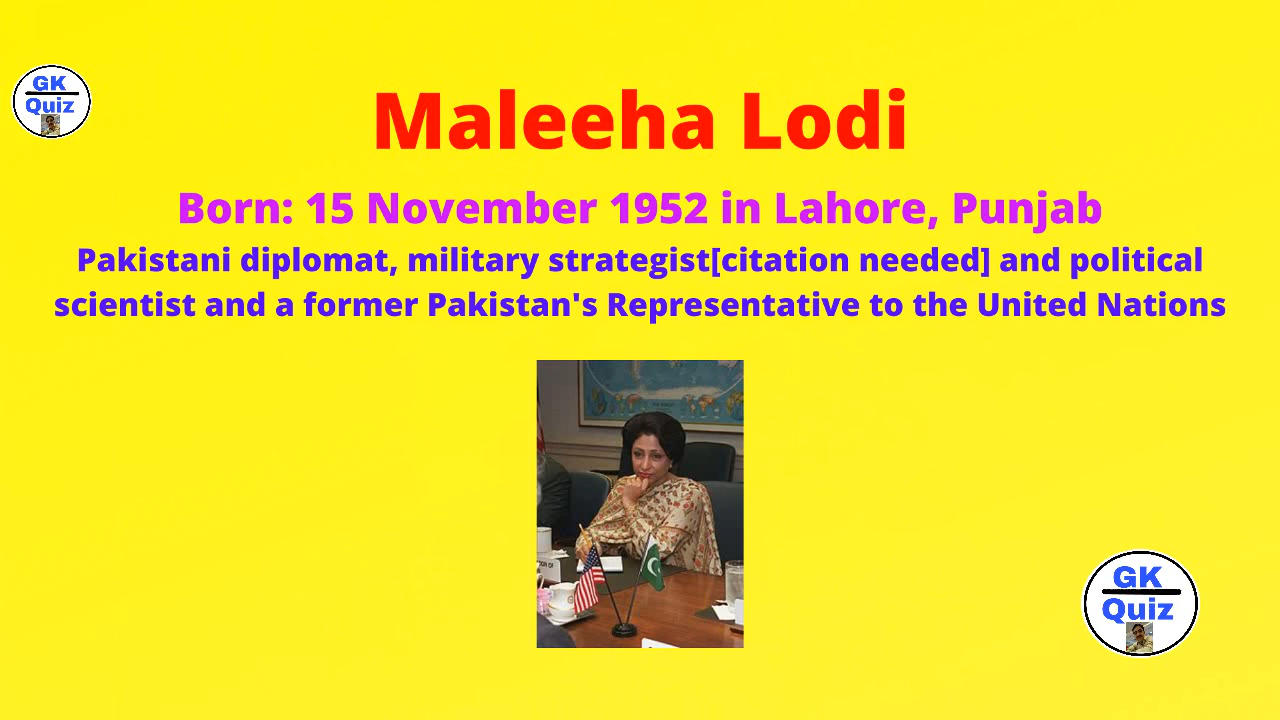 GK
Quiz
Maleeha Lodi
Born: 15 November 1952 in Lahore, Punjab
Pakistani diplomat, military strategist[citation needed] and political
scientist and a former Pakistan's Representative to the United Nations
GK
Quiz